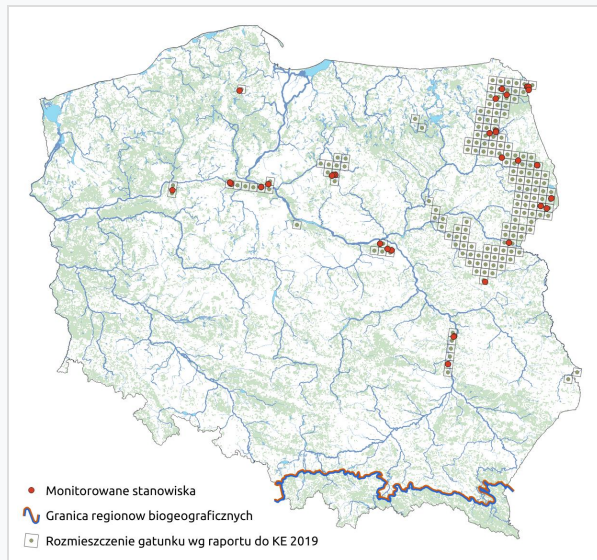 Monitorowane stanowiska
Granica regionow biogeograficznych
Rozmieszczenie gatunku wg raportu do KE 2019